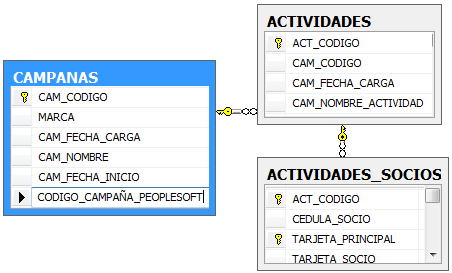 ACTIVIDADES
ACT_CODIGO
CAM_CODIGO
CAM_FECHA_CARGA
CAM_NOMBRE_ACTIVIDAD
CAMPANAS
CAM_CODIGO
MARCA
CAM_FECHA_CARGA
CAM_NOMBRE
CAM_FECHA_INICIO
CODIGO_CAMPAÑA_PEOPLESOFT
ACTIVIDADES_SOCIOS
ACT_CODIGO
CEDULA_SOCIO
TARJETA_PRINCIPAL
TARJETA_SOCIO